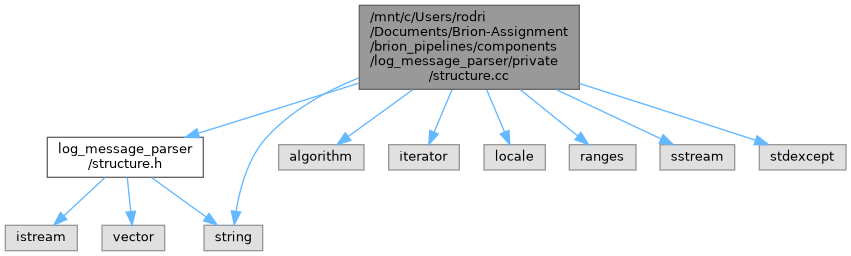 /mnt/c/Users/rodri
/Documents/Brion-Assignment
/brion_pipelines/components
/log_message_parser/private
/structure.cc
log_message_parser
/structure.h
algorithm
iterator
locale
ranges
sstream
stdexcept
istream
vector
string